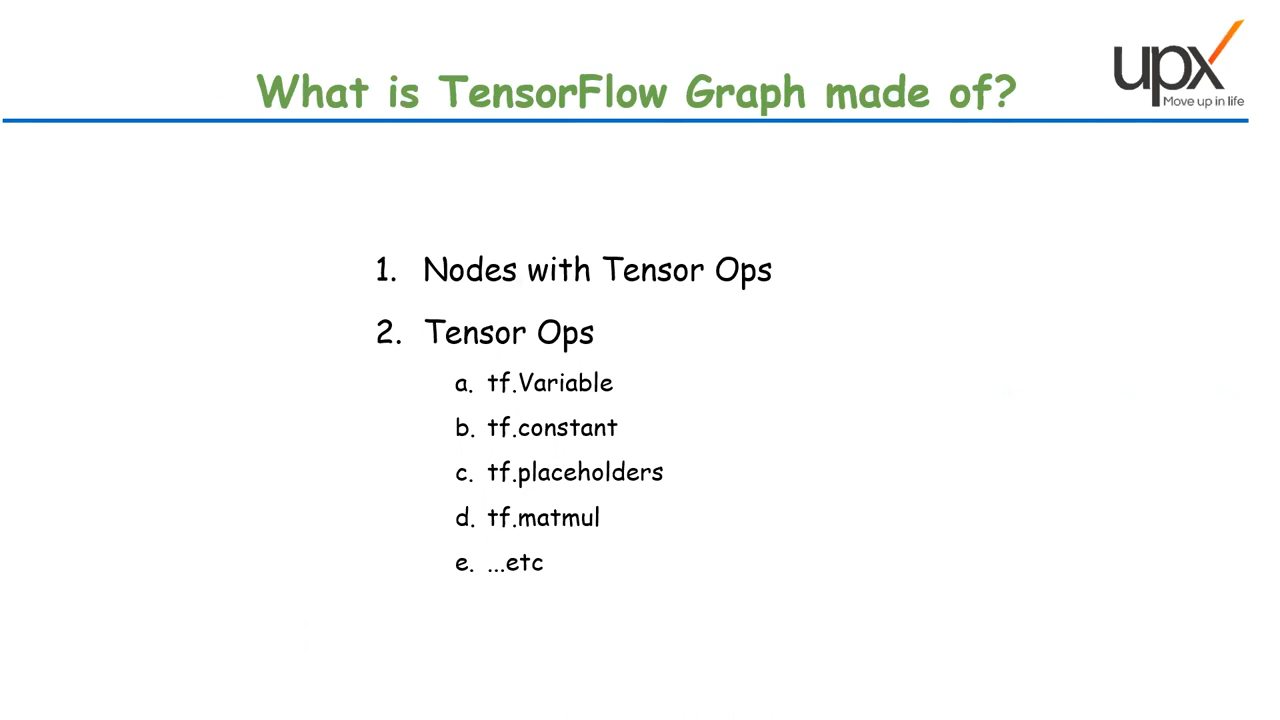 What is TensorFlow Graph made of?
upx
Move up in life
1. Nodes with Tensor Ops
2. Tensor Ops
a. tf.Variable
b. tf.constant
c. tf.placeholders
d. tf.matmul
e. ...etc